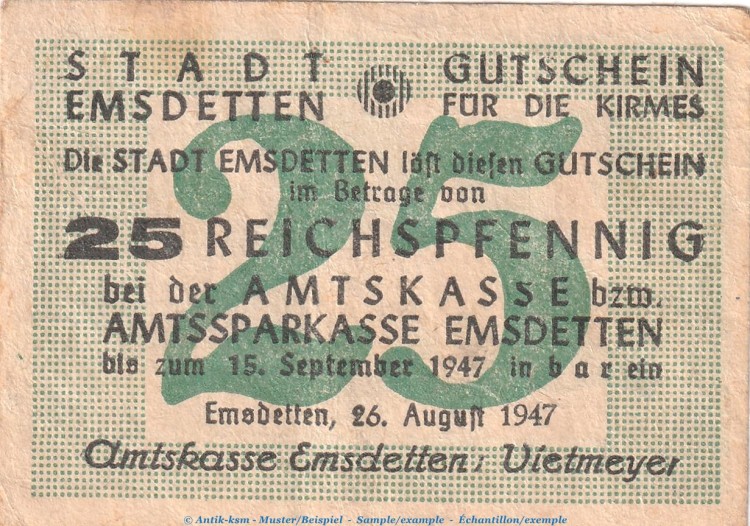 STADT GUTSCHEIN
EMSDETTEN FÜR DIE KIRMES
Die STADT EMSDETTEN löst diesen GUTSCHEIN
im Betrage von
25 REICHSPFENNIG
bei der AMTSKASSE bzw.
AMTSSPARKASSE EMSDETTEN
bis zum 15. September 1947 in bar ein
Emsdetten, 26. August 1947
Amtskasse Emsdetten; Vietmeyer
25
© Antik-ksm - Muster/Beispiel - Sample/example - Échantillon/exemple